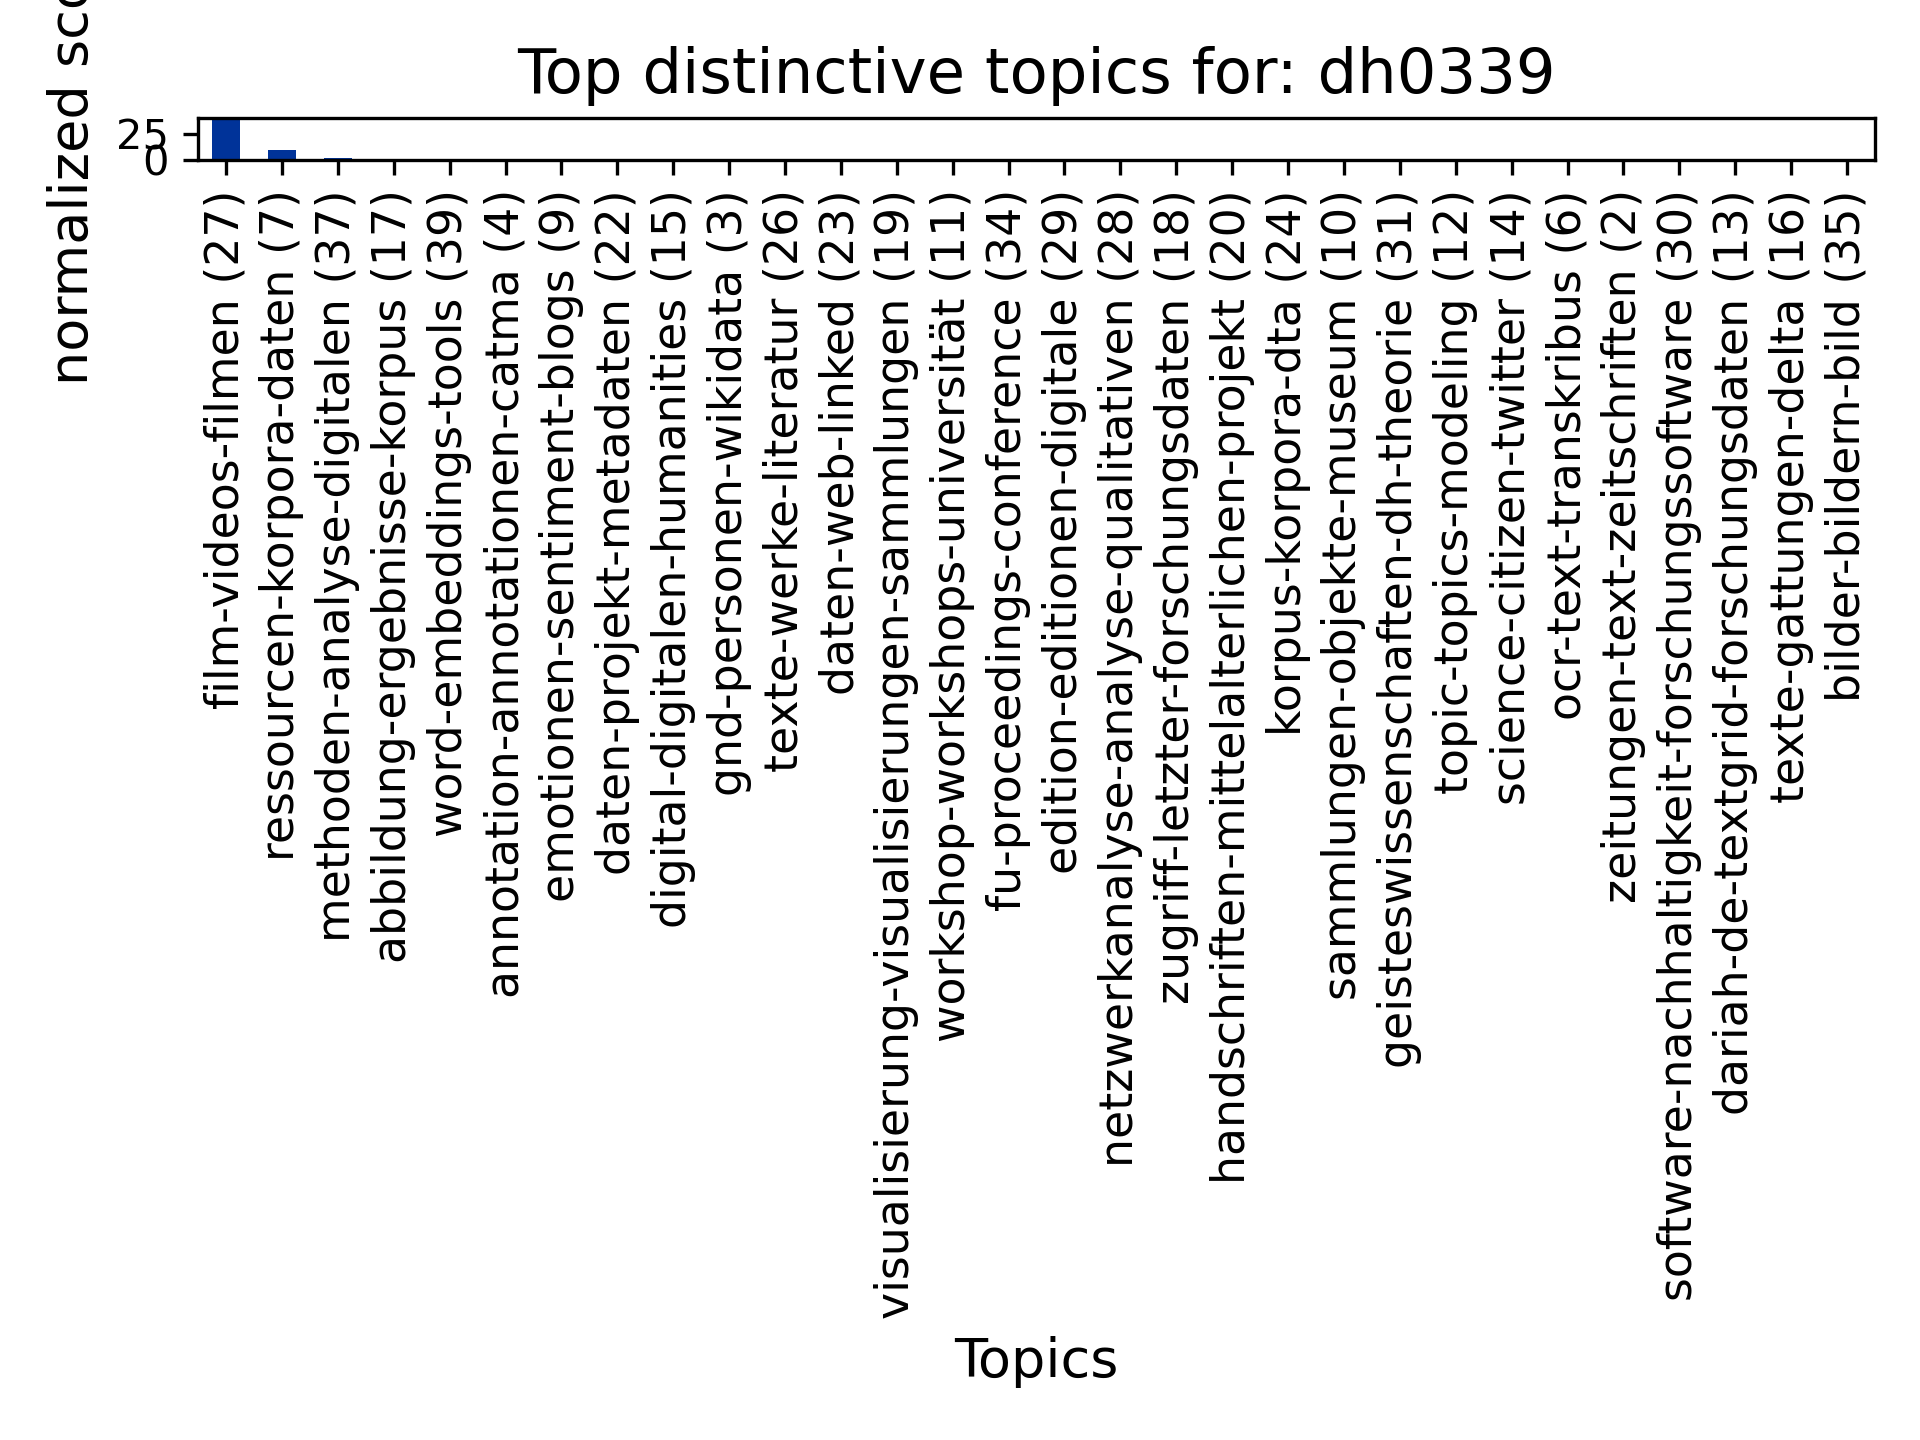 Top distinctive topics for: dh0339
normalized
25
0
film-videos-filmen (27)
ressourcen-korpora-daten (7)
methoden-analyse-digitalen (37)
abbildung-ergebnisse-korpus (17)
word-embeddings-tools (39)
annotation-annotationen-catma (4)
emotionen-sentiment-blogs (9)
daten-projekt-metadaten (22)
digital-digitalen-humanities (15)
gnd-personen-wikidata (3)
texte-werke-literatur (26)
daten-web-linked (23)
visualisierung-visualisierungen-sammlungen (19)
workshop-workshops-universität (11)
fu-proceedings-conference (34)
edition-editionen-digitale (29)
netzwerkanalyse-analyse-qualitativen (28)
zugriff-letzter-forschungsdaten (18)
handschriften-mittelalterlichen-projekt (20)
korpus-korpora-dta (24)
sammlungen-objekte-museum (10)
geisteswissenschaften-dh-theorie (31)
topic-topics-modeling (12)
science-citizen-twitter (14)
ocr-text-transkribus (6)
zeitungen-text-zeitschriften (2)
software-nachhaltigkeit-forschungssoftware (30)
dariah-de-textgrid-forschungsdaten (13)
texte-gattungen-delta (16)
bilder-bildern-bild (35)
Topics